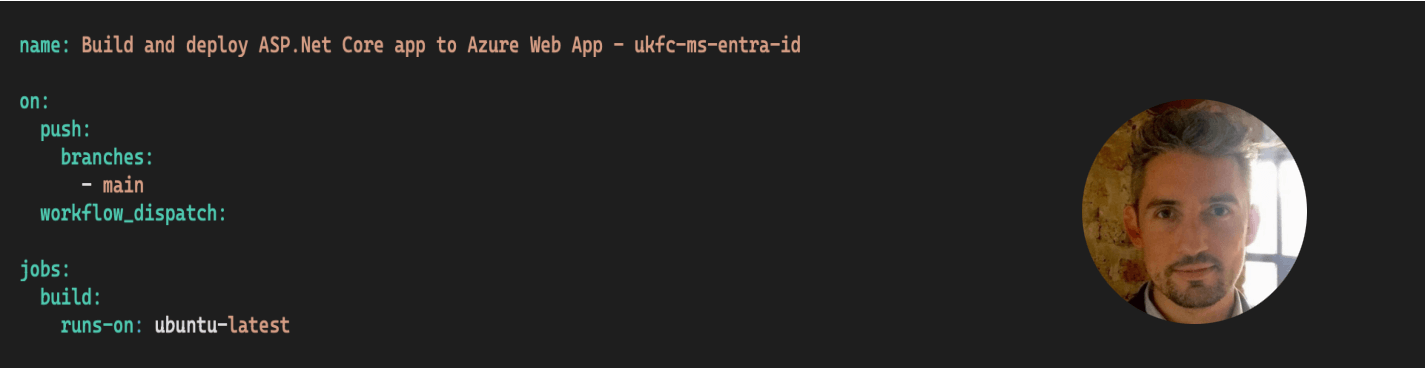 name: Build and deploy ASP.Net Core app to Azure Web App - ukfc-ms-entra-id
on:
push:
branches:
- main
workflow_dispatch:
jobs:
build:
runs-on: ubuntu-latest